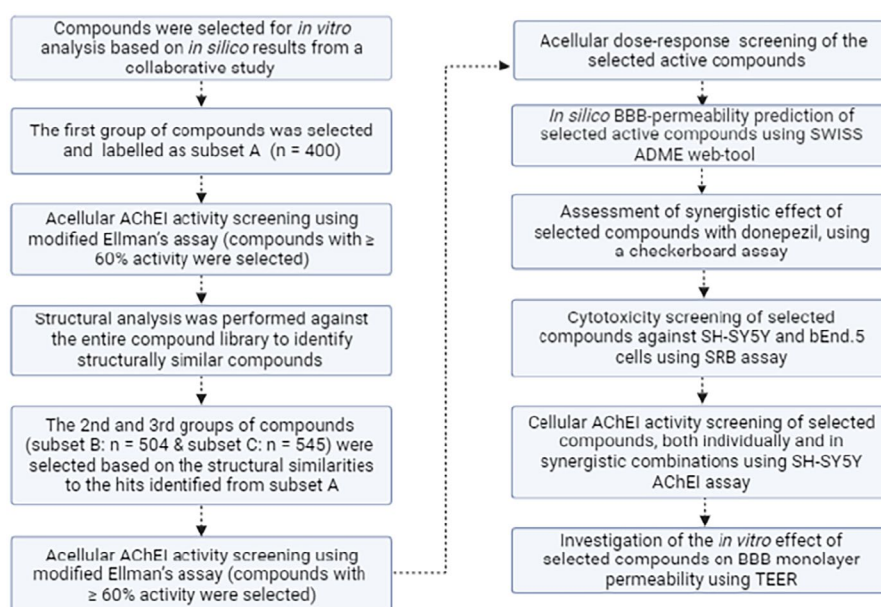 Compounds were selected for in vitro
analysis based on in silico results from a
collaborative study
The first group of compounds was selected
and labelled as subset A (n = 400)
Acellular AChEI activity screening using
modified Ellman's assay (compounds with ≥
60% activity were selected)
Structural analysis was performed against
the entire compound library to identify
structurally similar compounds
The 2nd and 3rd groups of compounds
(subset B: n = 504 & subset C: n = 545) were
selected based on the structural similarities
to the hits identified from subset A
Acellular AChEI activity screening using
modified Ellman's assay (compounds with
≥ 60% activity were selected)
Acellular dose-response screening of the
selected active compounds
In silico BBB-permeability prediction of
selected active compounds using SWISS
ADME web-tool
Assessment of synergistic effect of
selected compounds with donepezil, using
a checkerboard assay
Cytotoxicity screening of selected
compounds against SH-SY5Y and bEnd.5
cells using SRB assay
Cellular AChEI activity screening of selected
compounds, both individually and in
synergistic combinations using SH-SY5Y
AChEI assay
Investigation of the in vitro effect of
selected compounds on BBB monolayer
permeability using TEER